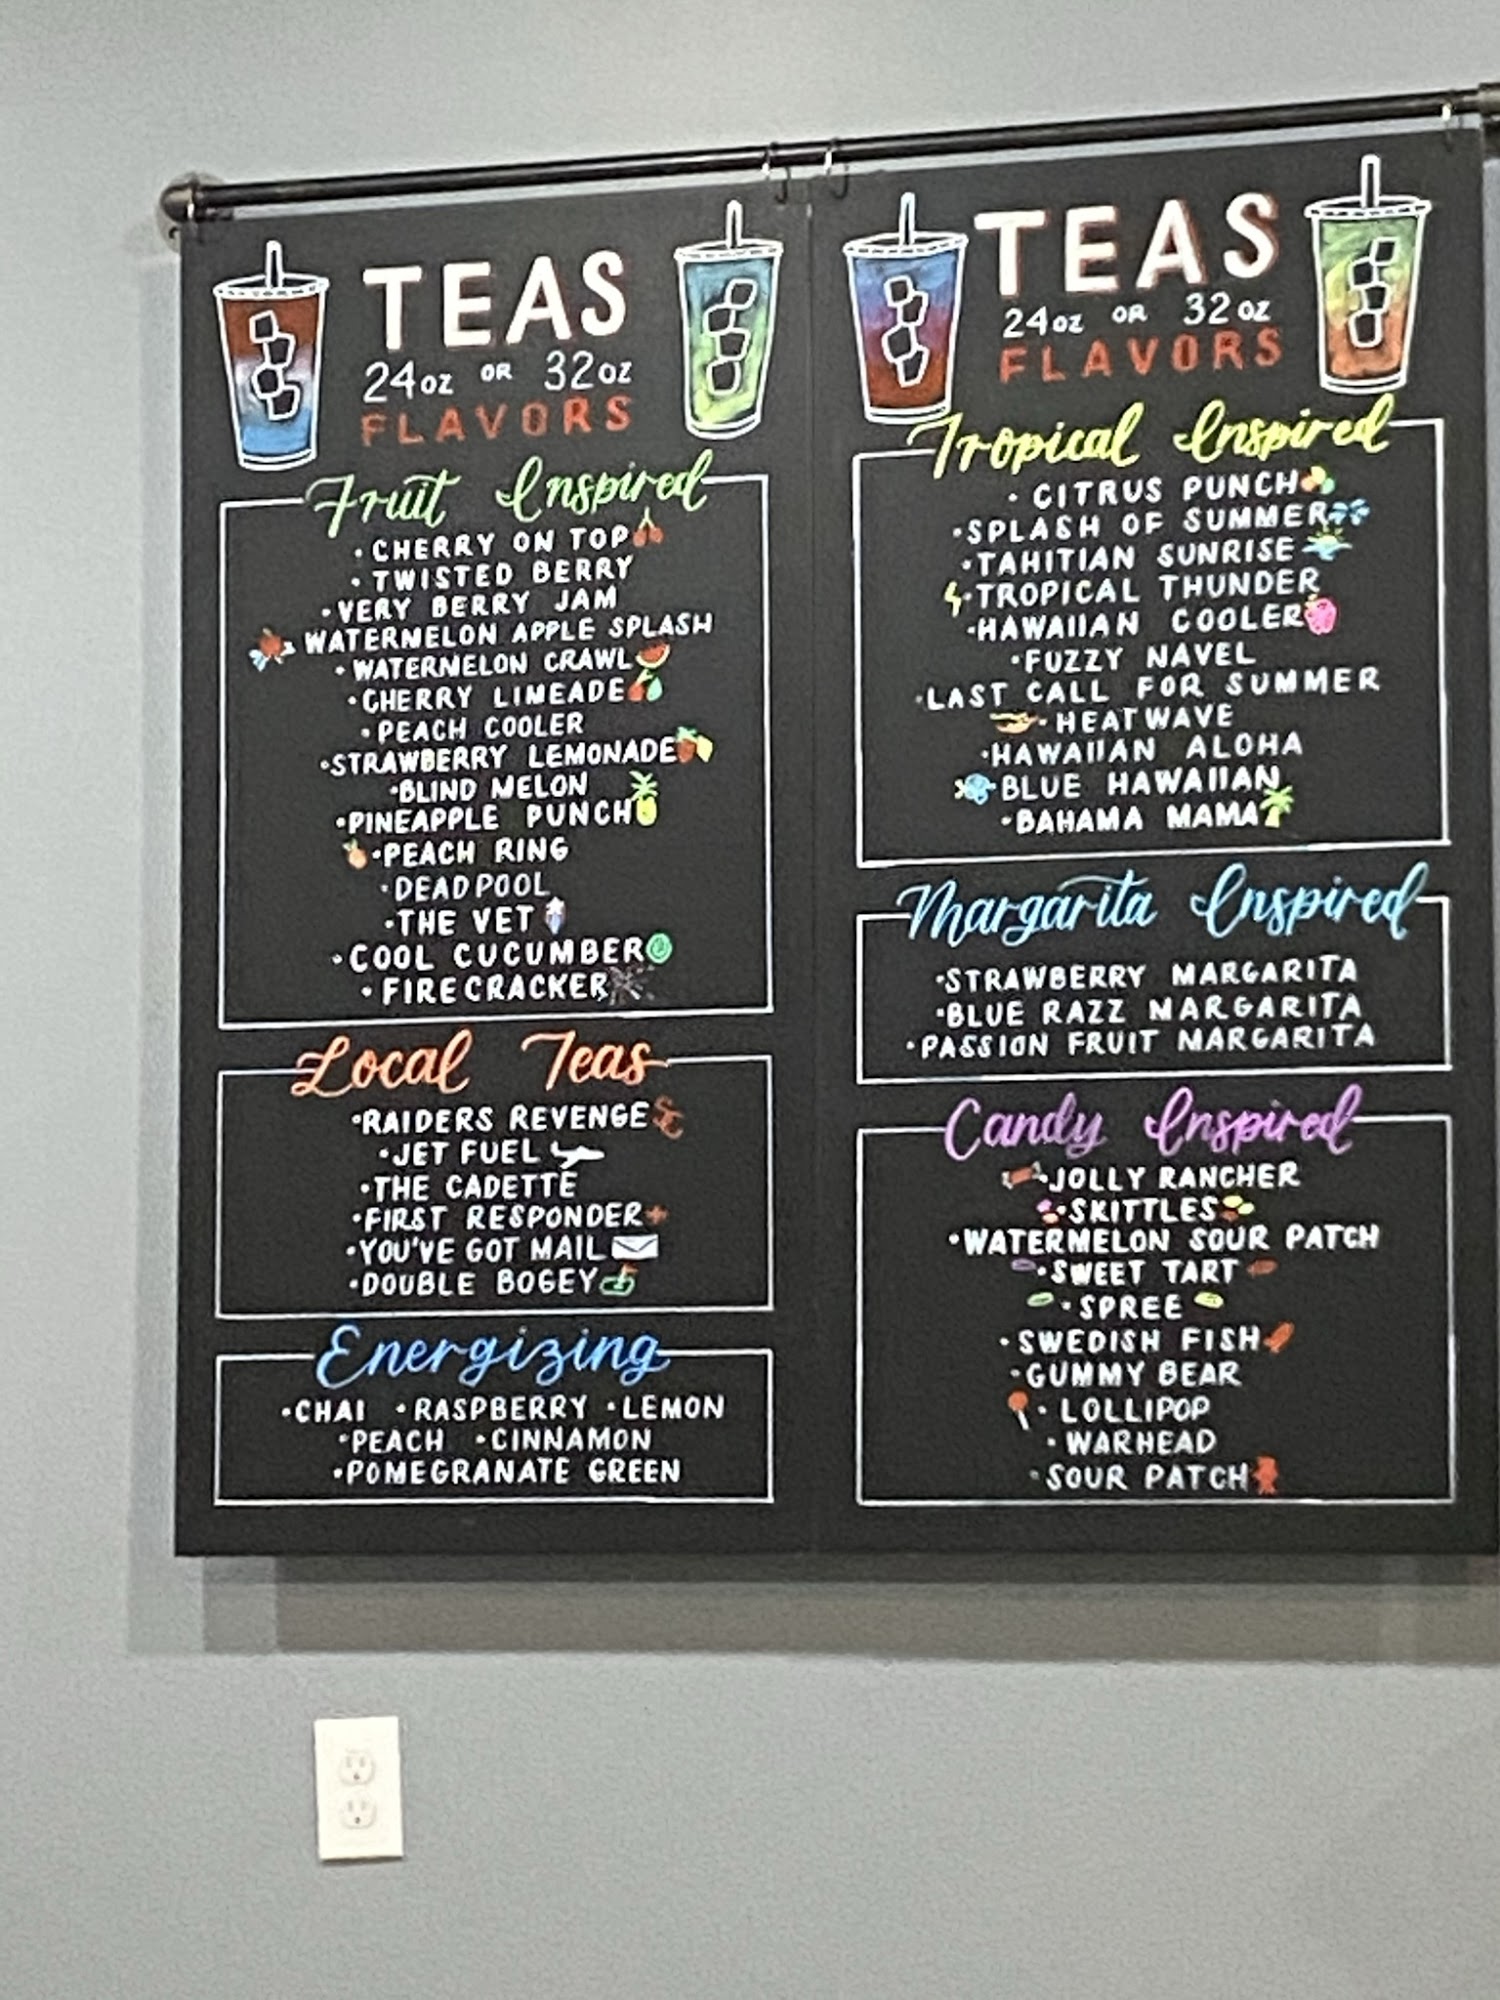 TEAS
24oz OR 32oz
FLAVORS
Fruit Inspired
• CHERRY ON TOP
• TWISTED BERRY
• VERY BERRY JAM
WATERMELON APPLE SPLASH
• WATERMELON CRAWL
• CHERRY LIMEADE
• PEACH COOLER
• STRAWBERRY LEMONADE
• BLIND MELON
• PINEAPPLE PUNCH
• PEACH RING
• DEADPOOL
• THE VET
• COOL CUCUMBER
• FIRECRACKER
Local Teas
• RAIDERS REVENGE
• JET FUEL
• THE CADETTE
• FIRST RESPONDER
• YOU'VE GOT MAIL
• DOUBLE BOGEY
Energizing
• CHAI • RASPBERRY • LEMON
• PEACH • CINNAMON
• POMEGRANATE GREEN
TEAS
24oz OR 32oz
FLAVORS
Tropical Inspired
• CITRUS PUNCH
• SPLASH OF SUMMER
• TAHITIAN SUNRISE
• TROPICAL THUNDER
• HAWAIIAN COOLER
• FUZZY NAVEL
• LAST CALL FOR SUMMER
• HEATWAVE
• HAWAIIAN ALOHA
BLUE HAWAIIAN
• BAHAMA MAMA
Margarita Inspired
• STRAWBERRY MARGARITA
• BLUE RAZZ MARGARITA
• PASSION FRUIT MARGARITA
Candy Inspired
• JOLLY RANCHER
• SKITTLES
• WATERMELON SOUR PATCH
• SWEET TART
• SPREE
• SWEDISH FISH
• GUMMY BEAR
• LOLLIPOP
• WARHEAD
• SOUR PATCH